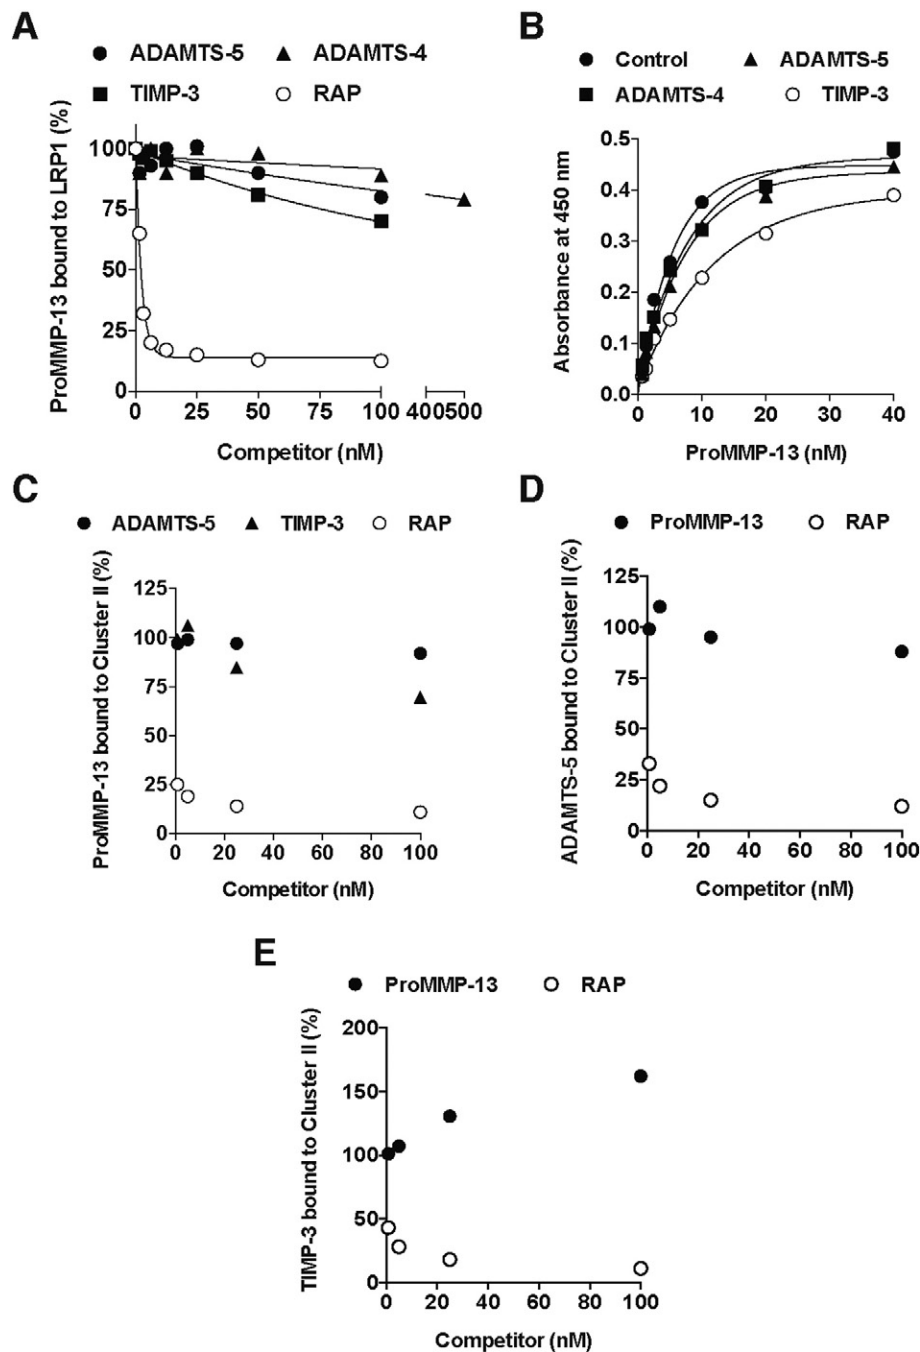 A
ADAMTS-5 ADAMTS-4
TIMP-3 RAP
ProMMP-13 bound to LRP1 (%)
100
75
50
25
0
0 25 50 75 100 400 500
Competitor (nM)
B
Control ADAMTS-5
ADAMTS-4 TIMP-3
Absorbance at 450 nm
0.5
0.4
0.3
0.2
0.1
0.0
0 10 20 30 40
ProMMP-13 (nM)
C
ADAMTS-5 TIMP-3 RAP
ProMMP-13 bound to Cluster II (%)
125
100
75
50
25
0
0 20 40 60 80 100
Competitor (nM)
D
ProMMP-13 RAP
ADAMTS-5 bound to Cluster II (%)
125
100
75
50
25
0
0 20 40 60 80 100
Competitor (nM)
E
ProMMP-13 RAP
TIMP-3 bound to Cluster II (%)
200
150
100
50
0
0 20 40 60 80 100
Competitor (nM)